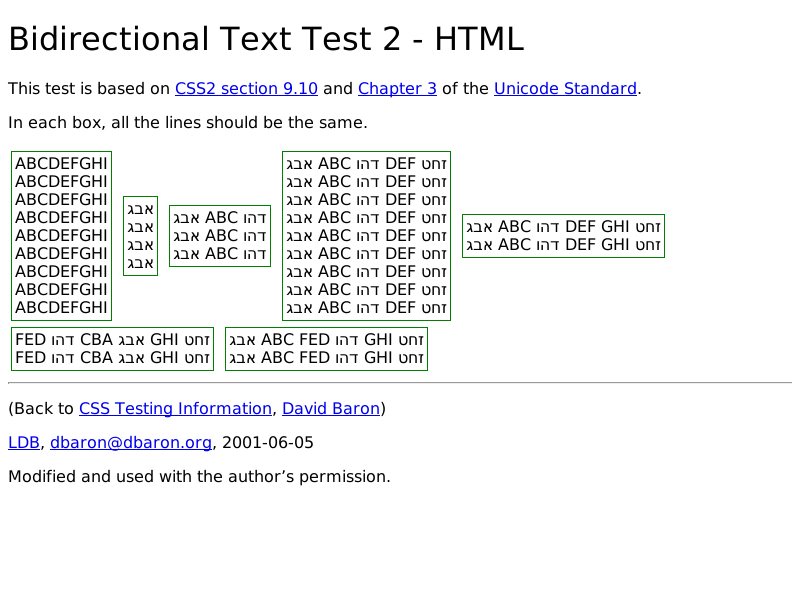 Bidirectional Text Test 2 - HTML
This test is based on CSS2 section 9.10 and Chapter 3 of the Unicode Standard.
In each box, all the lines should be the same.
ABCDEFGHI
ABCDEFGHI
ABCDEFGHI
ABCDEFGHI
ABCDEFGHI
ABCDEFGHI
ABCDEFGHI
ABCDEFGHI
ABCDEFGHI
אבג
אבג
אבג
אבג
אבג ABC דהו
אבג ABC דהו
אבג ABC דהו
אבג ABC דהו DEF זחט
אבג ABC דהו DEF זחט
אבג ABC דהו DEF זחט
אבג ABC דהו DEF זחט
אבג ABC דהו DEF זחט
אבג ABC דהו DEF זחט
אבג ABC דהו DEF זחט
אבג ABC דהו DEF זחט
אבג ABC דהו DEF זחט
אבג ABC דהו DEF GHI זחט
אבג ABC דהו DEF GHI זחט
FED דהו CBA אבג GHI זחט
FED דהו CBA אבג GHI זחט
אבג ABC FED דהו GHI זחט
אבג ABC FED דהו GHI זחט
(Back to CSS Testing Information, David Baron)
LDB, dbaron@dbaron.org, 2001-06-05
Modified and used with the author’s permission.